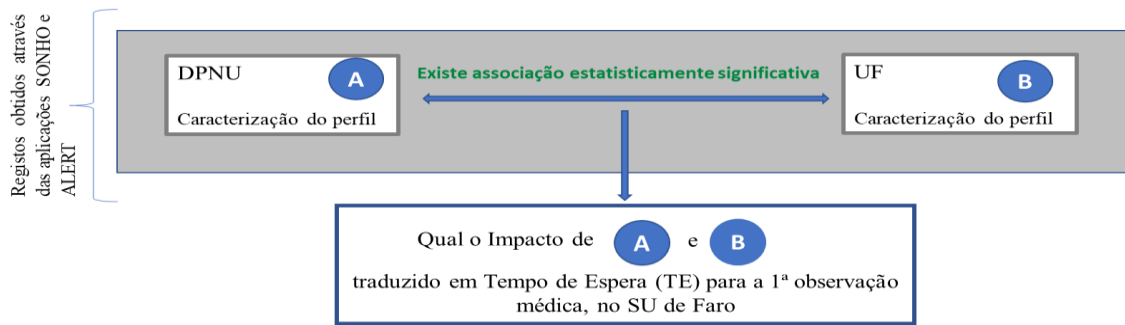 Registos obtidos através
das aplicações SONHO e
ALERT
DPNU
A
Caracterização do perfil
Existe associação estatisticamente significativa
UF
B
Caracterização do perfil
Qual o Impacto de A e B
traduzido em Tempo de Espera (TE) para a 1ª observação
médica, no SU de Faro